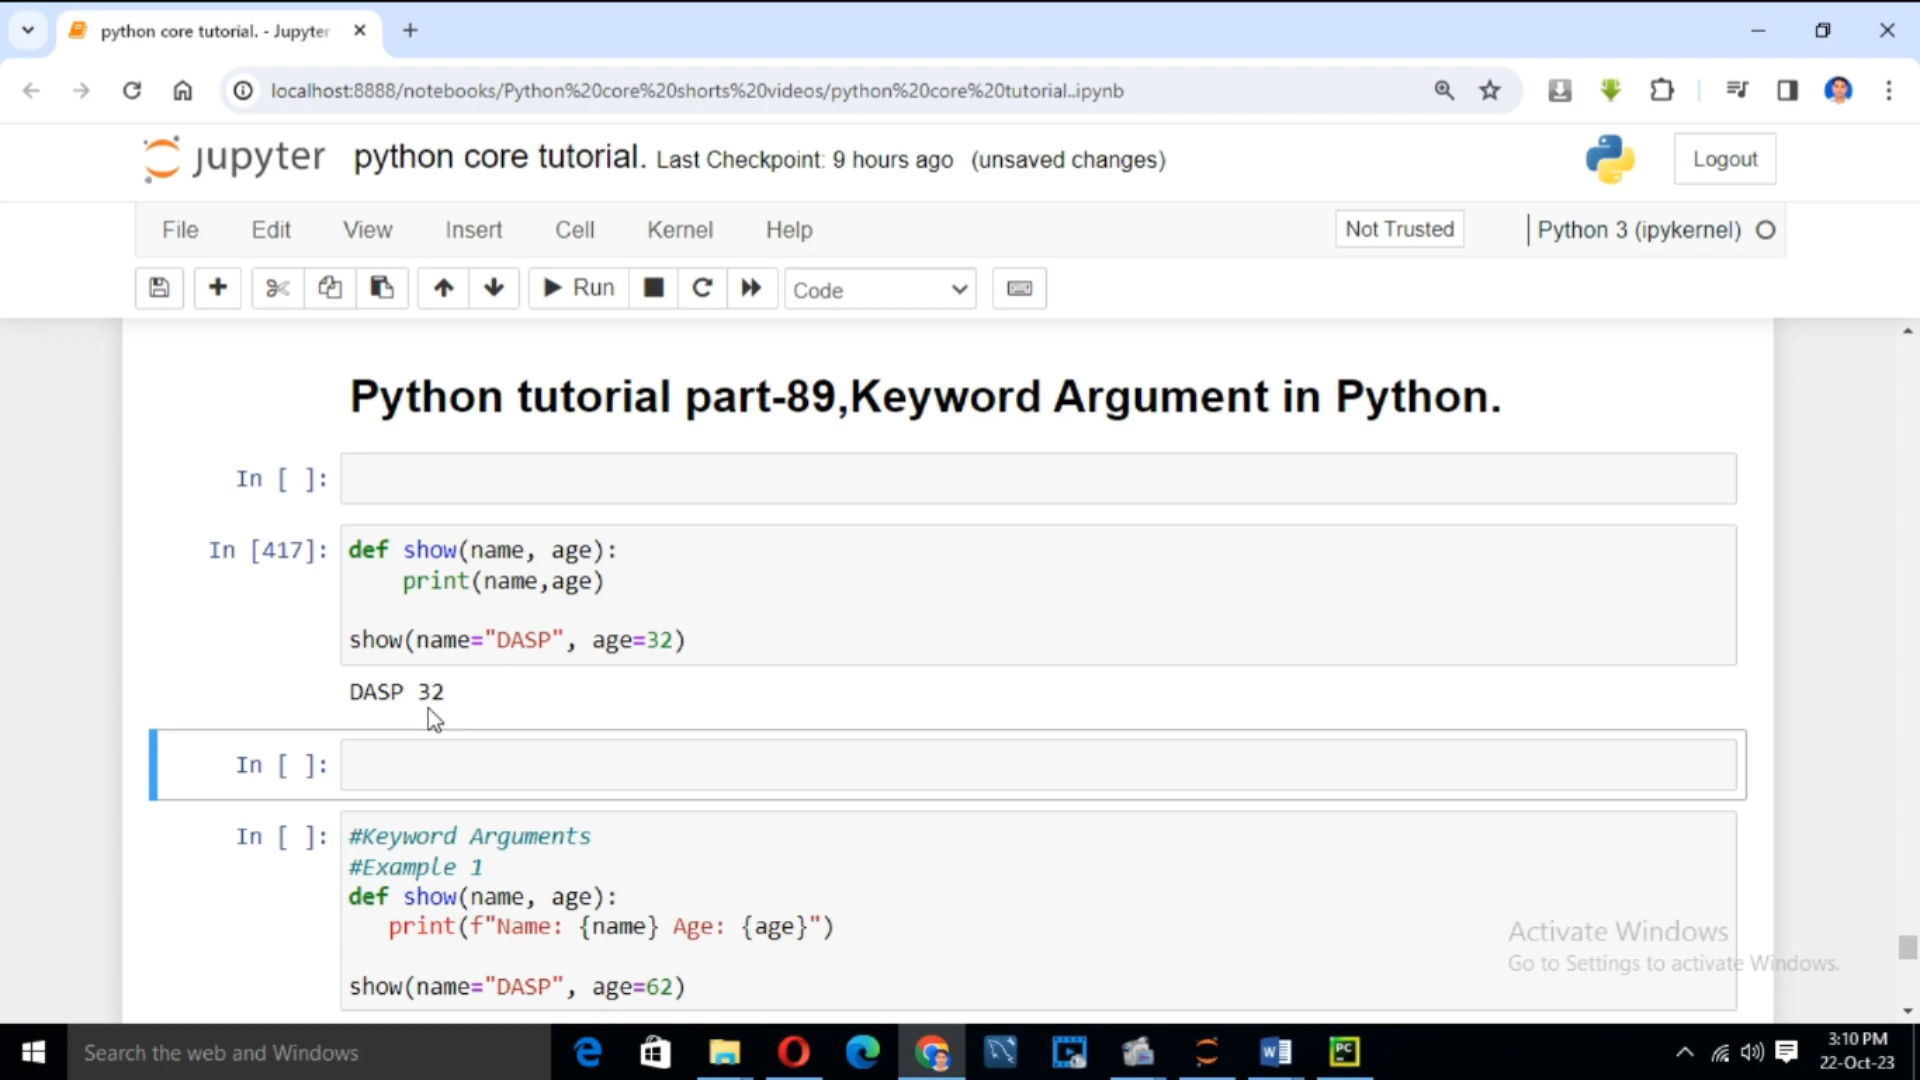 python core tutorial. - Jupyter
localhost:8888/notebooks/Python%20core%20shorts%20videos/python%20core%20tutorial..ipynb
jupyter python core tutorial. Last Checkpoint: 9 hours ago (unsaved changes)
Logout
File Edit View Insert Cell Kernel Help
Not Trusted
Python 3 (ipykernel)
Run
Code
Python tutorial part-89,Keyword Argument in Python.
In [ ]:
In [417]: def show(name, age):
print(name,age)
show(name="DASP", age=32)
DASP 32
In [ ]:
In [ ]: #Keyword Arguments
#Example 1
def show(name, age):
print(f"Name: {name} Age: {age}")
show(name="DASP", age=62)
Activate Windows
Go to Settings to activate Windows.
Search the web and Windows
W
PC
3:10 PM
22-Oct-23